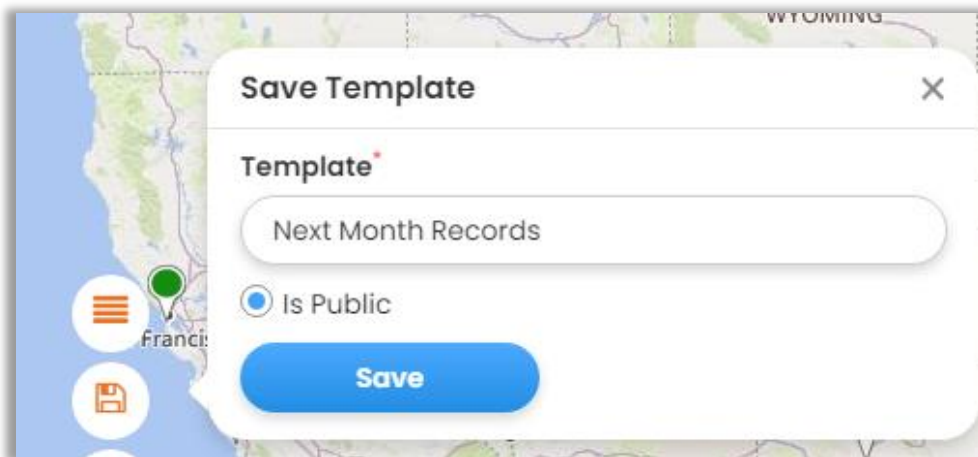 WYOMING
Save Template
Template*
Next Month Records
Is Public
Francis
Save